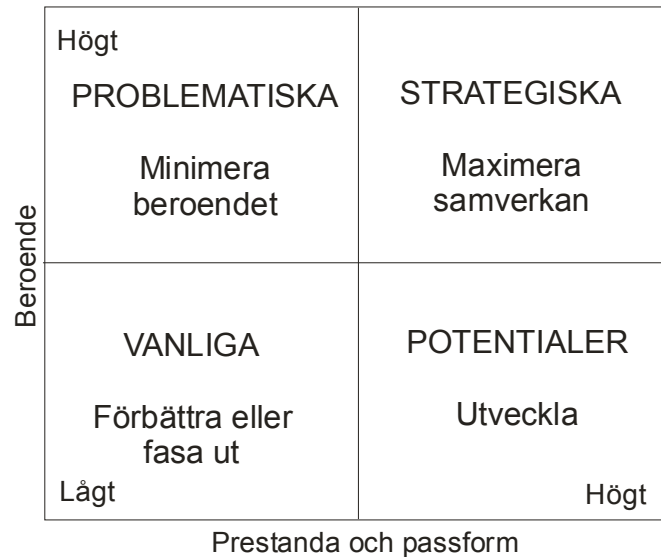 Högt
PROBLEMATISKA
Minimera
beroendet
STRATEGISKA
Maximera
samverkan
Beroende
VANLIGA
Förbättra eller
fasa ut
Lågt
POTENTIALER
Utveckla
Högt
Prestanda och passform